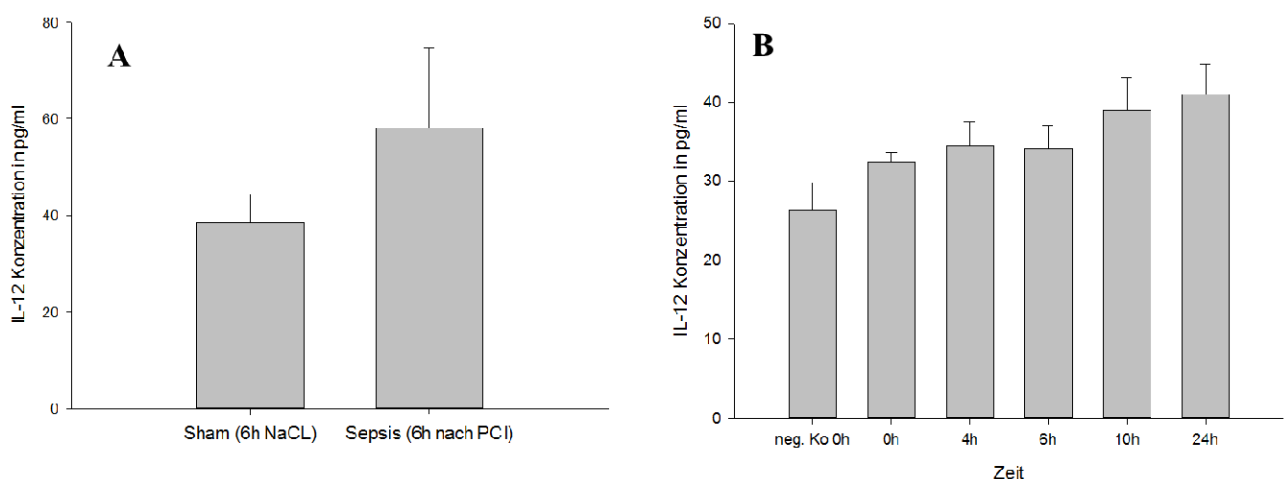 A
IL-12 Konzentration in pg/ml
80
60
40
20
0
Sham (6h NaCL)
Sepsis (6h nach PCI)
B
IL-12 Konzentration in pg/ml
50
40
30
20
10
0
neg. Ko 0h
0h
4h
6h
10h
24h
Zeit